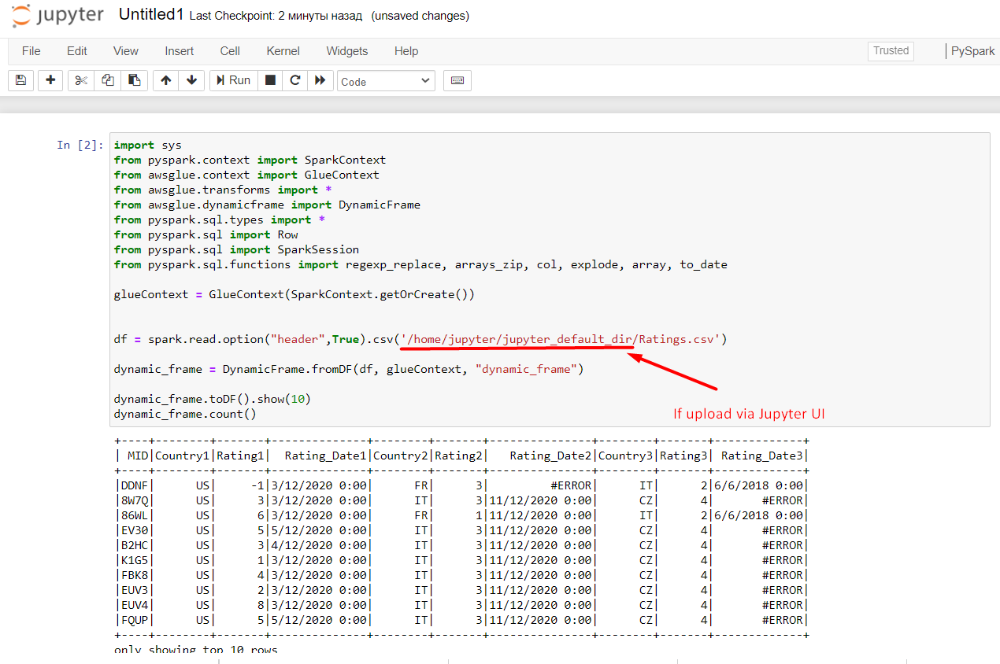 jupyter Untitled1 Last Checkpoint: 2 минуты назад (unsaved changes)
File Edit View Insert Cell Kernel Widgets Help Trusted PySpark
Run Code
In [2]: import sys
from pyspark.context import SparkContext
from awsglue.context import GlueContext
from awsglue.transforms import *
from awsglue.dynamicframe import DynamicFrame
from pyspark.sql.types import *
from pyspark.sql import Row
from pyspark.sql import SparkSession
from pyspark.sql.functions import regexp_replace, arrays_zip, col, explode, array, to_date
glueContext = GlueContext(SparkContext.getOrCreate())
df = spark.read.option("header",True).csv('/home/jupyter/jupyter_default_dir/Ratings.csv')
dynamic_frame = DynamicFrame.fromDF(df, glueContext, "dynamic_frame")
dynamic_frame.toDF().show(10)
dynamic_frame.count()
If upload via Jupyter UI
+----+--------+-------+--------------+--------+-------+---------------+--------+-------+-------------+
| MID|Country1|Rating1|  Rating_Date1|Country2|Rating2|   Rating_Date2|Country3|Rating3| Rating_Date3|
+----+--------+-------+--------------+--------+-------+---------------+--------+-------+-------------+
|DDNF|      US|     -1|3/12/2020 0:00|      FR|      3|         #ERROR|      IT|      2|6/6/2018 0:00|
|8W7Q|      US|      3|3/12/2020 0:00|      IT|      3|11/12/2020 0:00|      CZ|      4|       #ERROR|
|86WL|      US|      6|3/12/2020 0:00|      FR|      1|11/12/2020 0:00|      IT|      2|6/6/2018 0:00|
|EV30|      US|      5|5/12/2020 0:00|      IT|      3|11/12/2020 0:00|      CZ|      4|       #ERROR|
|B2HC|      US|      3|4/12/2020 0:00|      IT|      3|11/12/2020 0:00|      CZ|      4|       #ERROR|
|K1G5|      US|      1|3/12/2020 0:00|      IT|      3|11/12/2020 0:00|      CZ|      4|       #ERROR|
|FBK8|      US|      4|3/12/2020 0:00|      IT|      3|11/12/2020 0:00|      CZ|      4|       #ERROR|
|EUV3|      US|      2|3/12/2020 0:00|      IT|      3|11/12/2020 0:00|      CZ|      4|       #ERROR|
|EUV4|      US|      8|3/12/2020 0:00|      IT|      3|11/12/2020 0:00|      CZ|      4|       #ERROR|
|FQUP|      US|      5|5/12/2020 0:00|      IT|      3|11/12/2020 0:00|      CZ|      4|       #ERROR|
+----+--------+-------+--------------+--------+-------+---------------+--------+-------+-------------+
only showing top 10 rows